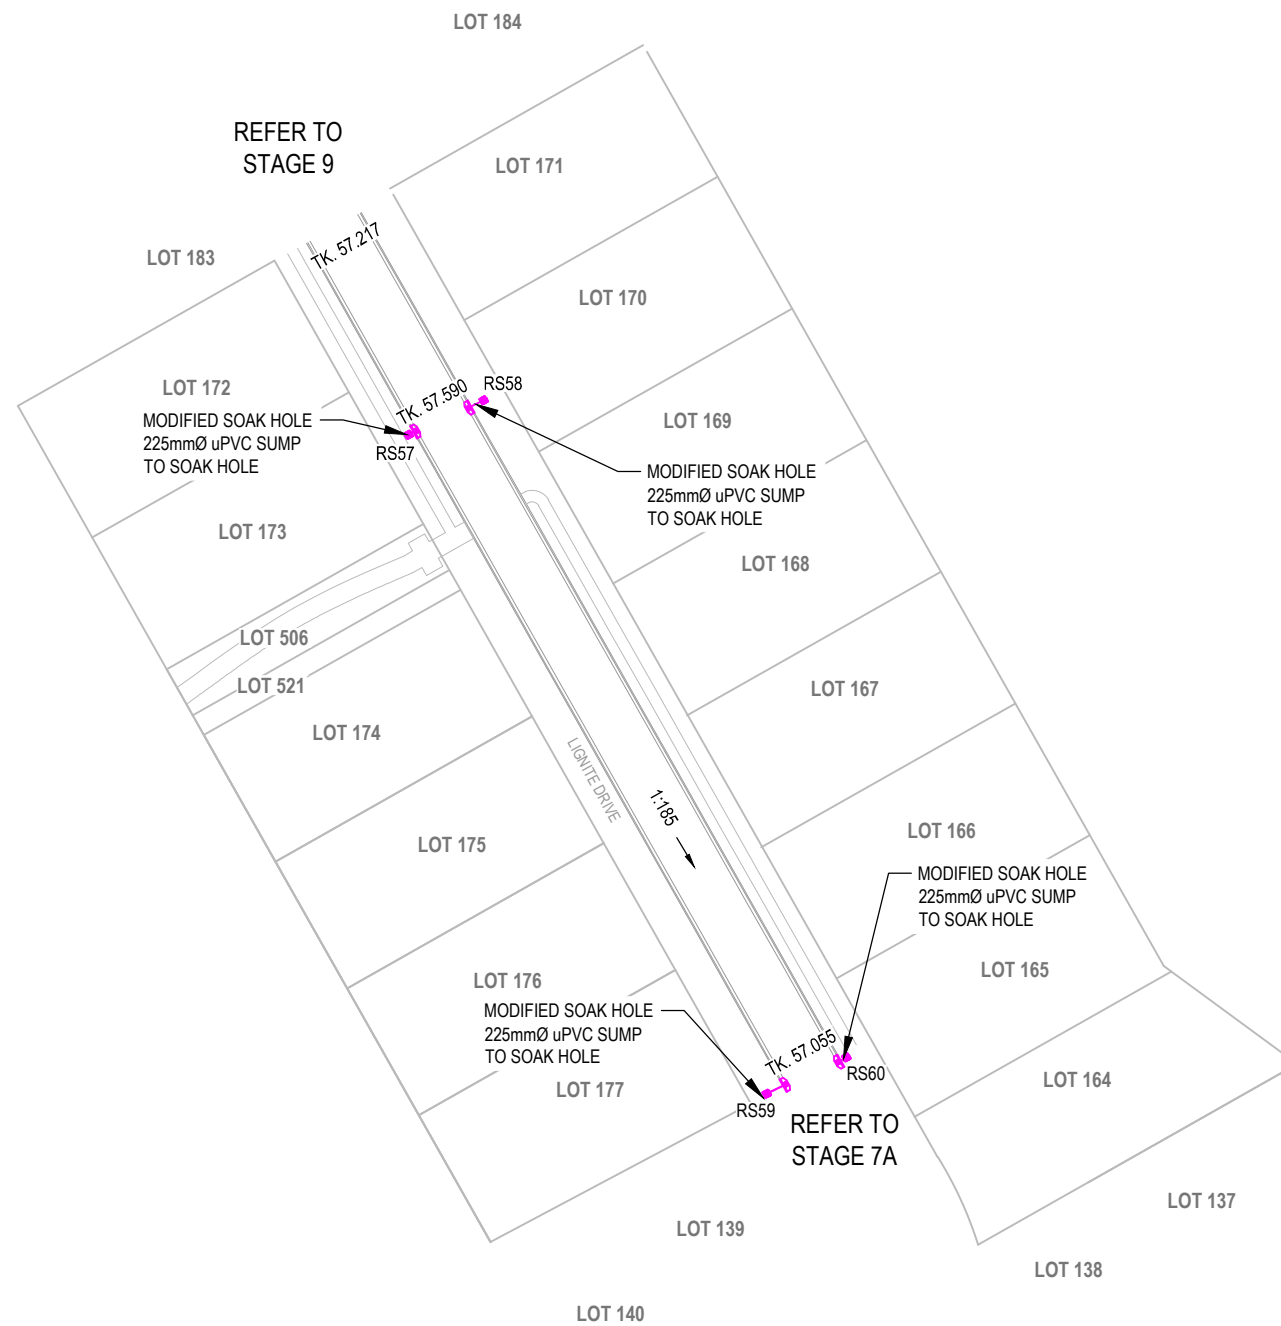 LOT 184
REFER TO
STAGE 9
LOT 171
TK. 57.217
LOT 183
LOT 170
LOT 172
TK. 57.590
RS58
MODIFIED SOAK HOLE
225mmØ uPVC SUMP
TO SOAK HOLE
RS57
LOT 169
MODIFIED SOAK HOLE
225mmØ uPVC SUMP
TO SOAK HOLE
LOT 173
LOT 168
LOT 506
LOT 521
LOT 167
LOT 174
LIGNITE DRIVE
1:185
LOT 175
LOT 166
MODIFIED SOAK HOLE
225mmØ uPVC SUMP
TO SOAK HOLE
LOT 165
LOT 176
MODIFIED SOAK HOLE
225mmØ uPVC SUMP
TO SOAK HOLE
TK. 57.055
RS60
LOT 164
LOT 177
RS59
REFER TO
STAGE 7A
LOT 137
LOT 139
LOT 138
LOT 140